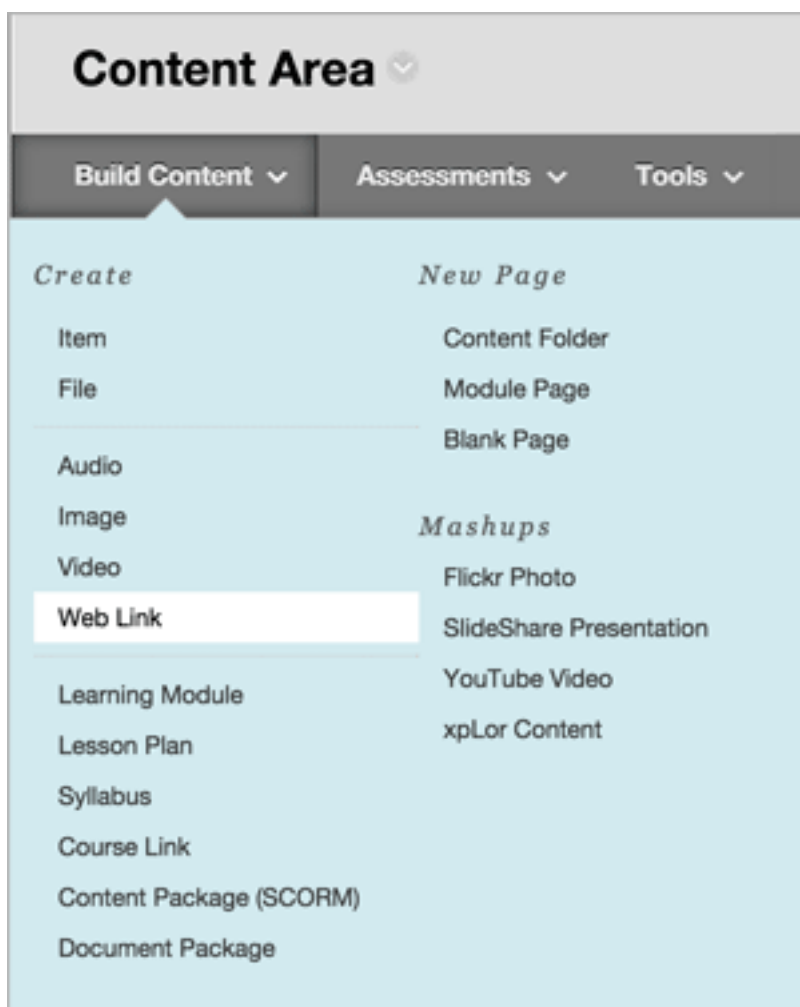 Content Area
Build Content
Assessments
Tools
Create
Item
File
Audio
Image
Video
Web Link
Learning Module
Lesson Plan
Syllabus
Course Link
Content Package (SCORM)
Document Package
New Page
Content Folder
Module Page
Blank Page
Mashups
Flickr Photo
SlideShare Presentation
YouTube Video
xpLor Content